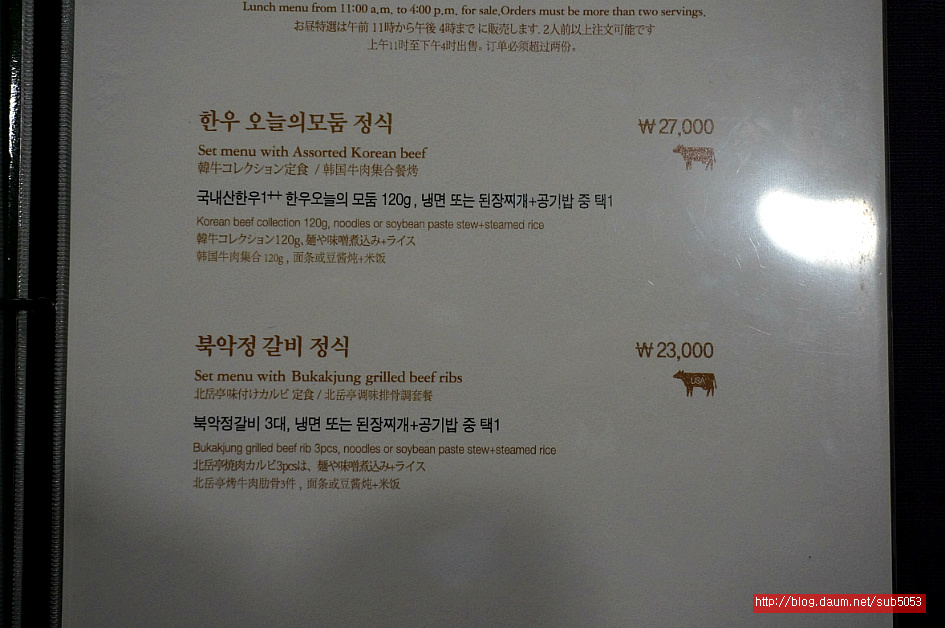 Lunch menu from 11:00 a.m. to 4:00 p.m. for sale.Orders must be more than two servings.
お昼特選は午前 11時から午後 4時まで に販売します. 2人前以上注文可能です
上午11时至下午4时出售。订单必须超过两份。
한우 오늘의모둠 정식
₩ 27,000
Set menu with Assorted Korean beef
韓牛コレクション定食 / 韩国牛肉集合餐烤
국내산한우1++ 한우오늘의 모둠 120g , 냉면 또는 된장찌개+공기밥 중 택1
Korean beef collection 120g, noodles or soybean paste stew+steamed rice
韓牛コレクション120g, 麺や味噌煮込み+ライス
韩国牛肉集合 120g , 面条或豆酱炖+米饭
북악정 갈비 정식
₩ 23,000
Set menu with Bukakjung grilled beef ribs
USA
北岳亭味付けカルビ 定食 / 北岳亭调味排骨調套餐
북악정갈비 3대, 냉면 또는 된장찌개+공기밥 중 택1
Bukakjung grilled beef rib 3pcs, noodles or soybean paste stew+steamed rice
北岳亭焼肉カルビ3pcsは、麺や味噌煮込み+ライス
北岳亭烤牛肉肋骨3件 , 面条或豆酱炖+米饭
http://blog.daum.net/sub5053